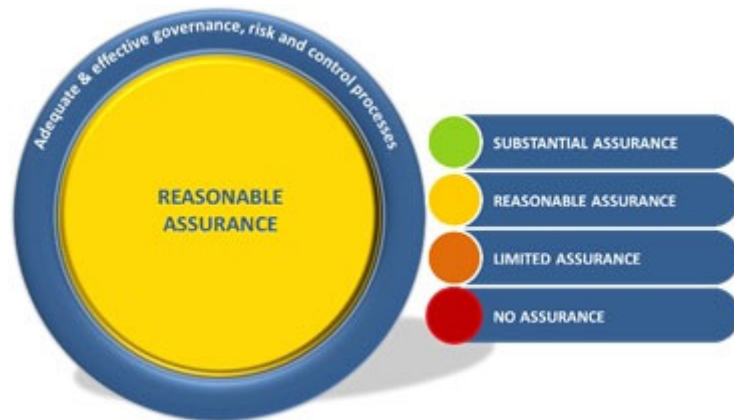 Adequate & effective governance, risk and control processes
REASONABLE
ASSURANCE
SUBSTANTIAL ASSURANCE
REASONABLE ASSURANCE
LIMITED ASSURANCE
NO ASSURANCE